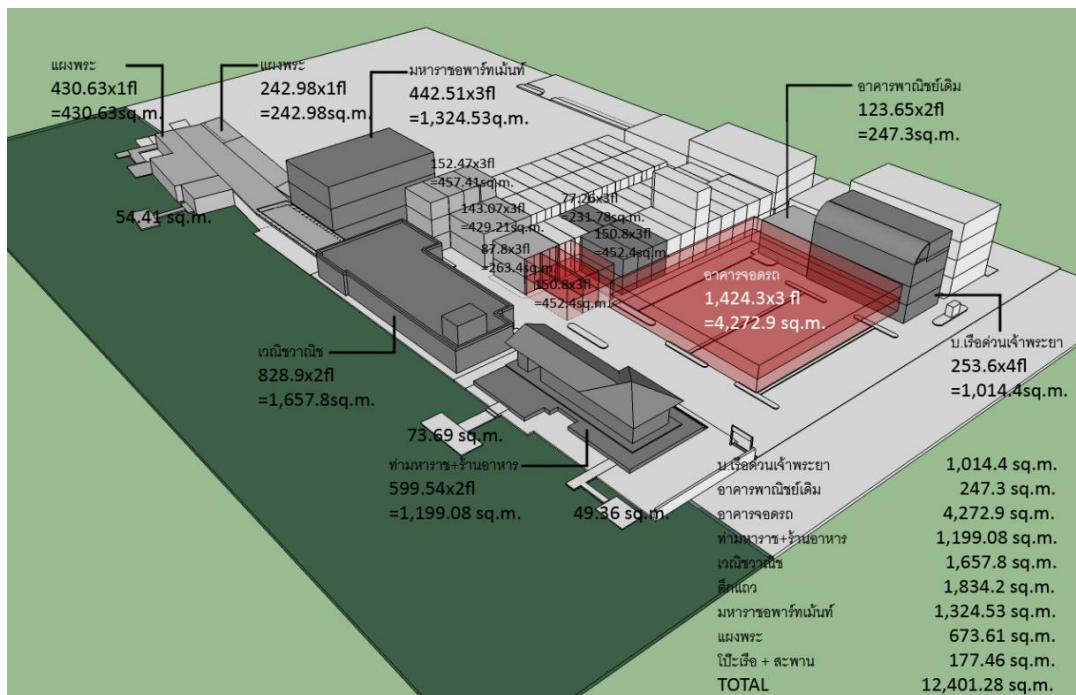 แผงพระ
430.63x1fl
=430.63sq.m.
แผงพระ
242.98x1fl
=242.98sq.m.
มหาราชอพาร์ทเม้นท์
442.51x3fl
=1,324.53q.m.
อาคารพาณิชย์เดิม
123.65x2fl
=247.3sq.m.
152.47x3fl
=457.41sq.m.
143.07x3fl
=429.21sq.m.
87.8x3fl
=263.4sq.m.
77.26x3fl
=231.78sq.m.
150.8x3fl
=452.4sq.m.
150.8x3fl
=452.4sq.m.
54.41 sq.m.
อาคารจอดรถ
1,424.3x3 fl
=4,272.9 sq.m.
บ.เรือด่วนเจ้าพระยา
253.6x4fl
=1,014.4sq.m.
เวณิชวาณิช
828.9x2fl
=1,657.8sq.m.
73.69 sq.m.
ท่ามหาราช+ร้านอาหาร
599.54x2fl
=1,199.08 sq.m.
49.36 sq.m.
บ.เรือด่วนเจ้าพระยา 1,014.4 sq.m.
อาคารพาณิชย์เดิม 247.3 sq.m.
อาคารจอดรถ 4,272.9 sq.m.
ท่ามหาราช+ร้านอาหาร 1,199.08 sq.m.
เวณิชวาณิช 1,657.8 sq.m.
ตึกแถว 1,834.2 sq.m.
มหาราชอพาร์ทเม้นท์ 1,324.53 sq.m.
แผงพระ 673.61 sq.m.
โป๊ะเรือ + สะพาน 177.46 sq.m.
TOTAL 12,401.28 sq.m.